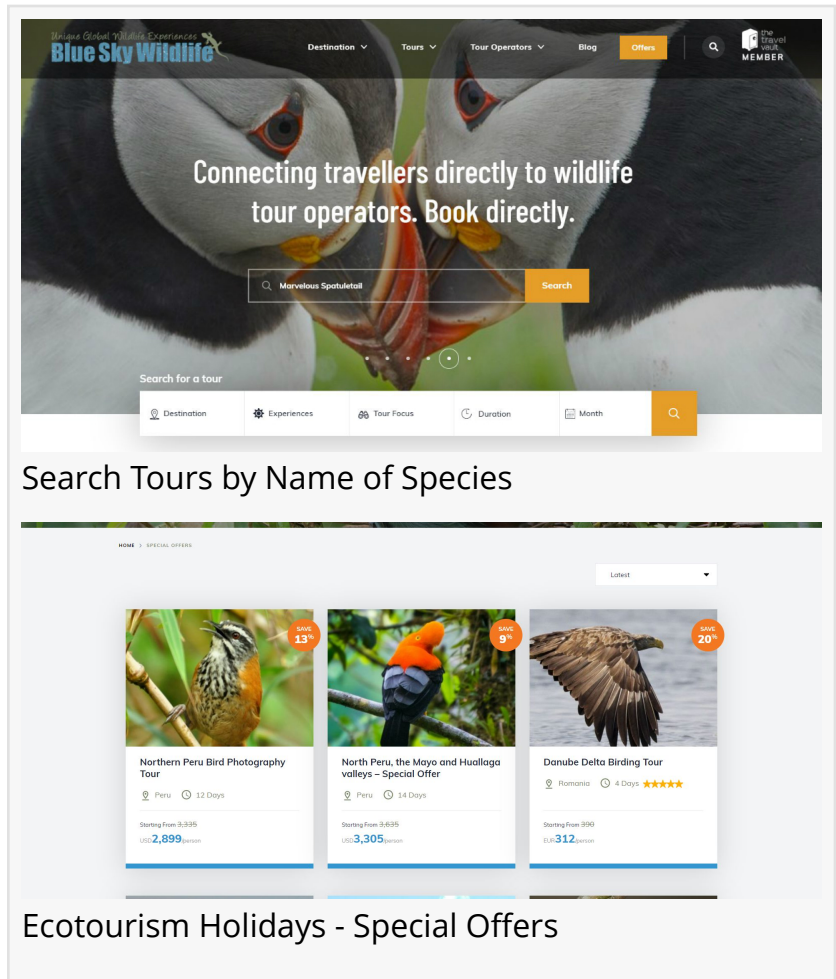 Unique Global Wildlife Experiences
Blue Sky Wildlife
Destination Tours Tour Operators Blog Offers
the travel vault
MEMBER
Connecting travellers directly to wildlife
tour operators. Book directly.
Marvelous Spatuletail Search
Search for a tour
Destination Experiences Tour Focus Duration Month
Search Tours by Name of Species
HOME SPECIAL OFFERS
Latest
SAVE 13%
SAVE 9%
SAVE 20%
Northern Peru Bird Photography
Tour
Peru 12 Days
Starting From 3,335
USD2,899/person
North Peru, the Mayo and Huallaga
valleys – Special Offer
Peru 14 Days
Starting From 3,635
USD3,305/person
Danube Delta Birding Tour
Romania 4 Days
Starting From 390
EUR312/person
Ecotourism Holidays - Special Offers